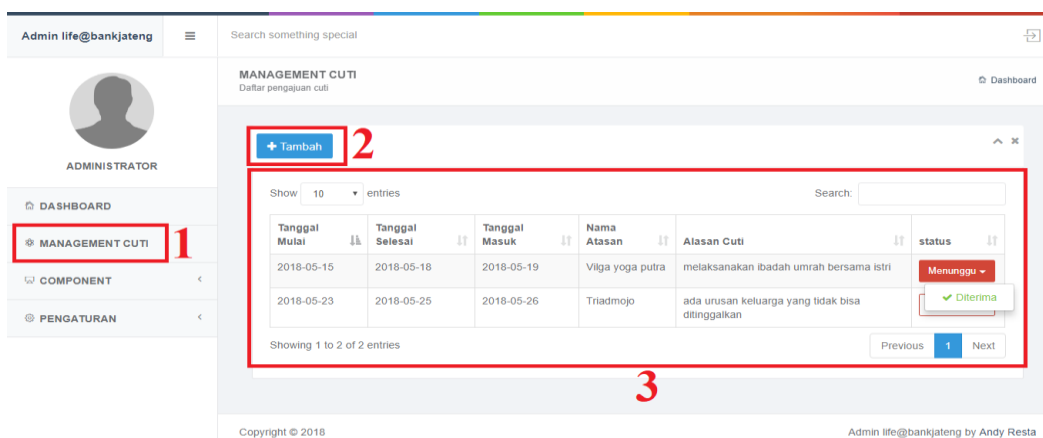 Admin life@bankjateng
Search something special
MANAGEMENT CUTI
Daftar pengajuan cuti
Dashboard
ADMINISTRATOR
DASHBOARD
MANAGEMENT CUTI
1
COMPONENT
PENGATURAN
Tambah
2
Show 10 entries
Search:
Tanggal Mulai Tanggal Selesai Tanggal Masuk Nama Atasan Alasan Cuti status
2018-05-15 2018-05-18 2018-05-19 Vilga yoga putra melaksanakan ibadah umrah bersama istri Menunggu
Diterima
2018-05-23 2018-05-25 2018-05-26 Triadmojo ada urusan keluarga yang tidak bisa
ditinggalkan
Showing 1 to 2 of 2 entries
Previous 1 Next
3
Copyright © 2018
Admin life@bankjateng by Andy Resta